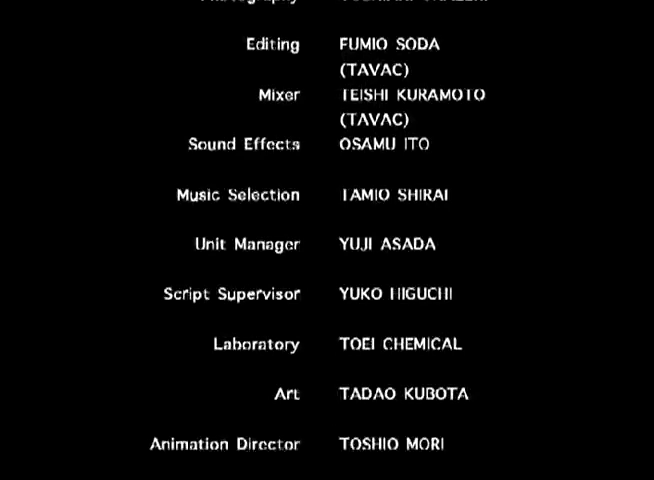 Editing FUMIO SODA
(TAVAC)
Mixer TEISHI KURAMOTO
(TAVAC)
Sound Effects OSAMU ITO
Music Selection TAMIO SHIRAI
Unit Manager YUJI ASADA
Script Supervisor YUKO HIGUCHI
Laboratory TOEI CHEMICAL
Art TADAO KUBOTA
Animation Director TOSHIO MORI